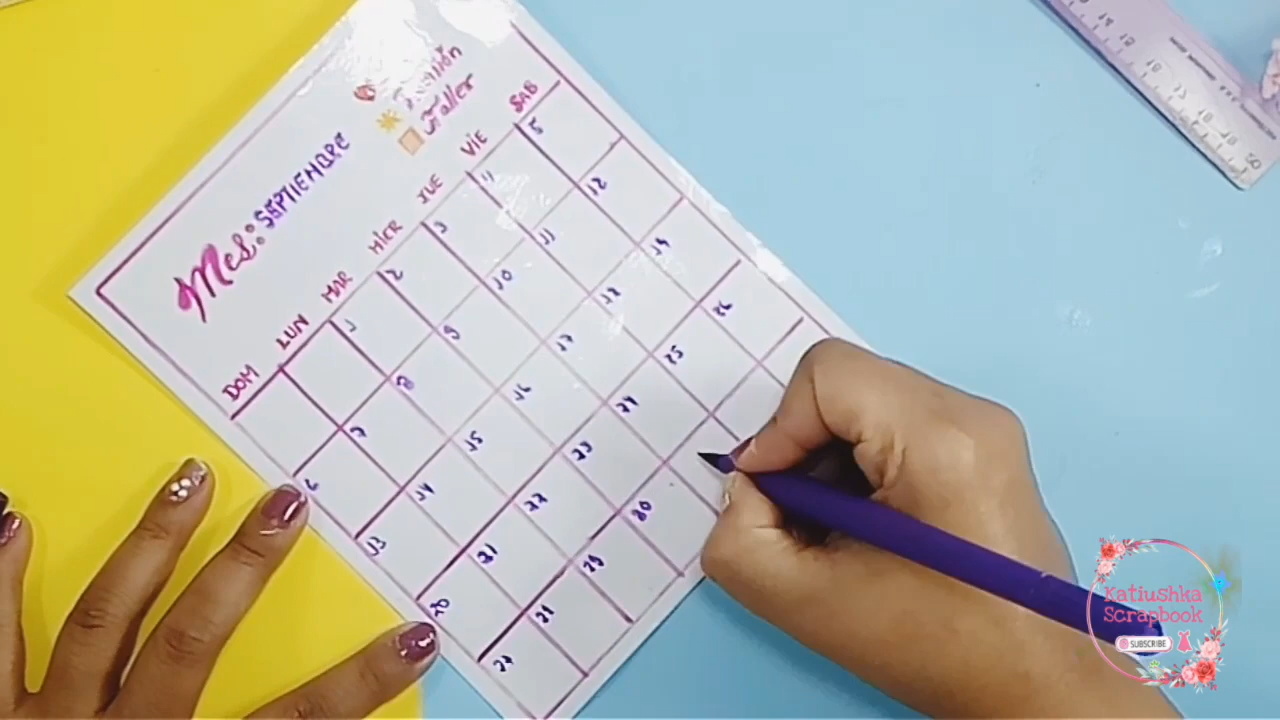 Mes: SEPTIEMBRE
Taller
DOM LUN MAR MIER JUE VIE SAB
1 2 3 4 5
6 7 8 9 10 11 12
13 14 15 16 17 18 19
20 21 22 23 24 25 26
27 28 29 30
Katiushka
Scrapbook
SUBSCRIBE